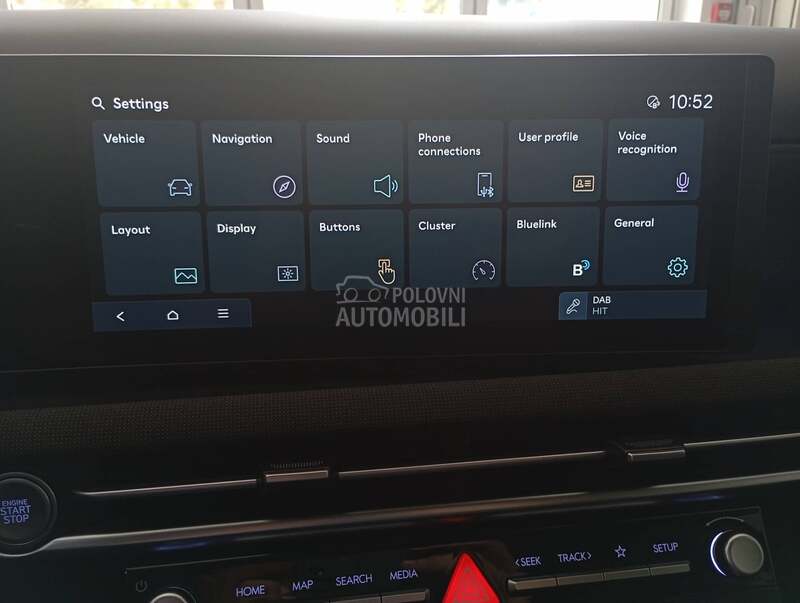 Settings
10:52
Vehicle
Navigation
Sound
Phone
connections
User profile
Voice
recognition
Layout
Display
Buttons
Cluster
Bluelink
General
B
DAB
HIT
POLOVNI
AUTOMOBILI
ENGINE
START
STOP
HOME
MAP
SEARCH
MEDIA
<SEEK
TRACK>
☆
SETUP